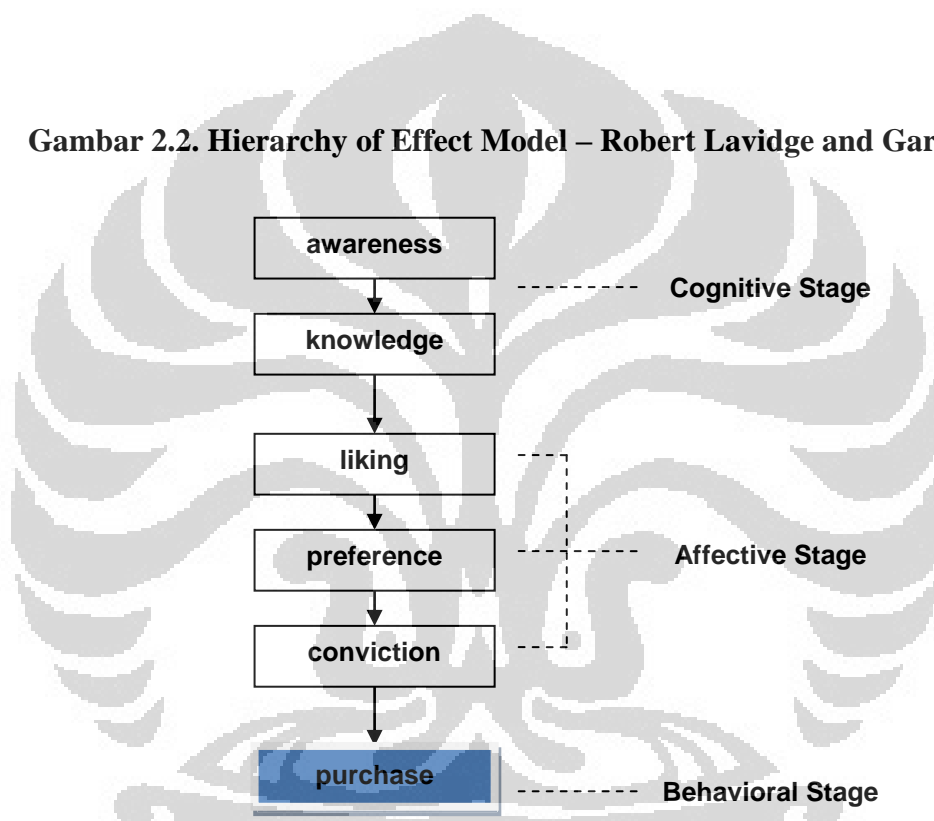 Gambar 2.2. Hierarchy of Effect Model – Robert Lavidge and
awareness
Cognitive Stage
knowledge
liking
preference
Affective Stage
conviction
purchase
Behavioral Stage